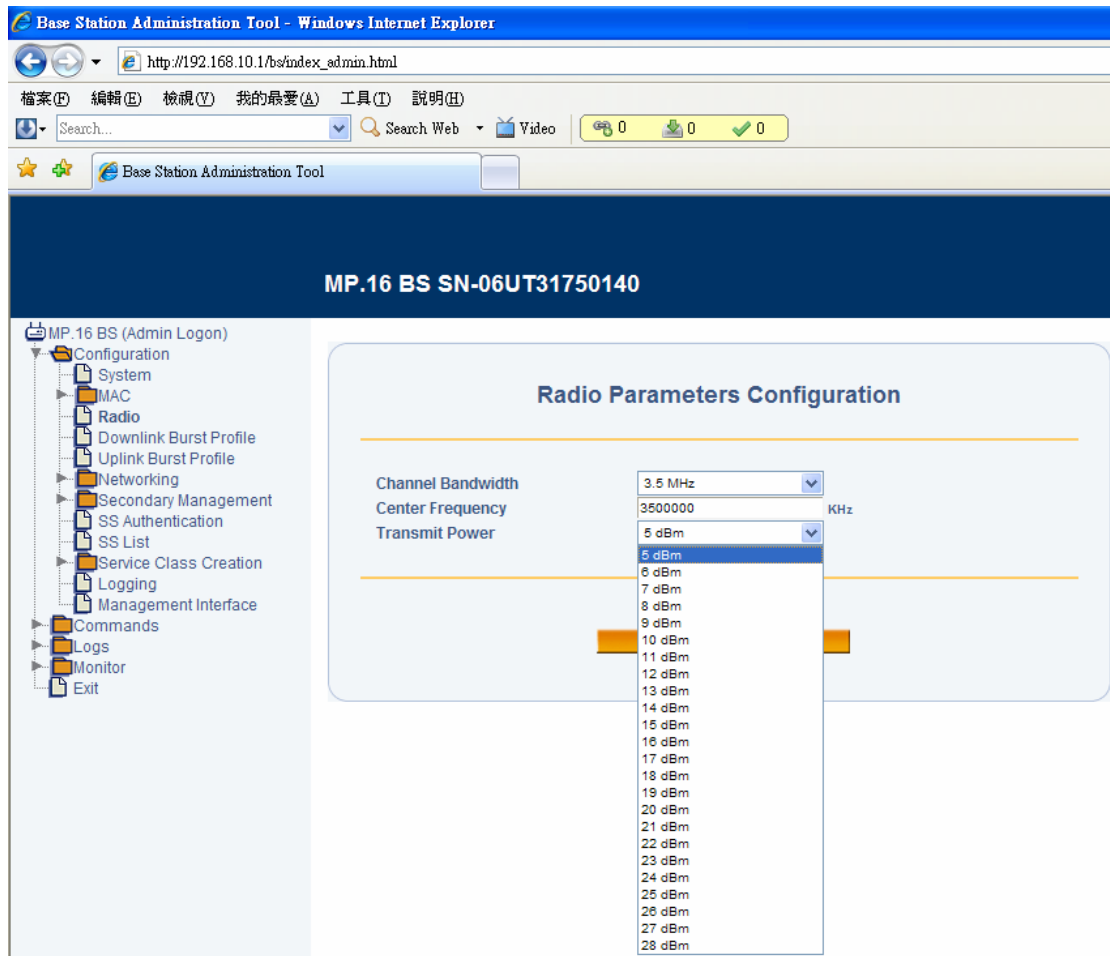 Base Station Administration Tool - Windows Internet Explorer
http://192.168.10.1/bs/index_admin.html
檔案(F) 編輯(E) 檢視(V) 我的最愛(A) 工具(T) 說明(H)
Search... Search Web Video 0 0 0
Base Station Administration Tool
MP.16 BS SN-06UT31750140
MP.16 BS (Admin Logon)
Configuration
System
MAC
Radio
Downlink Burst Profile
Uplink Burst Profile
Networking
Secondary Management
SS Authentication
SS List
Service Class Creation
Logging
Management Interface
Commands
Logs
Monitor
Exit
Radio Parameters Configuration
Channel Bandwidth 3.5 MHz
Center Frequency 3500000 KHz
Transmit Power 5 dBm
5 dBm
6 dBm
7 dBm
8 dBm
9 dBm
10 dBm
11 dBm
12 dBm
13 dBm
14 dBm
15 dBm
16 dBm
17 dBm
18 dBm
19 dBm
20 dBm
21 dBm
22 dBm
23 dBm
24 dBm
25 dBm
26 dBm
27 dBm
28 dBm